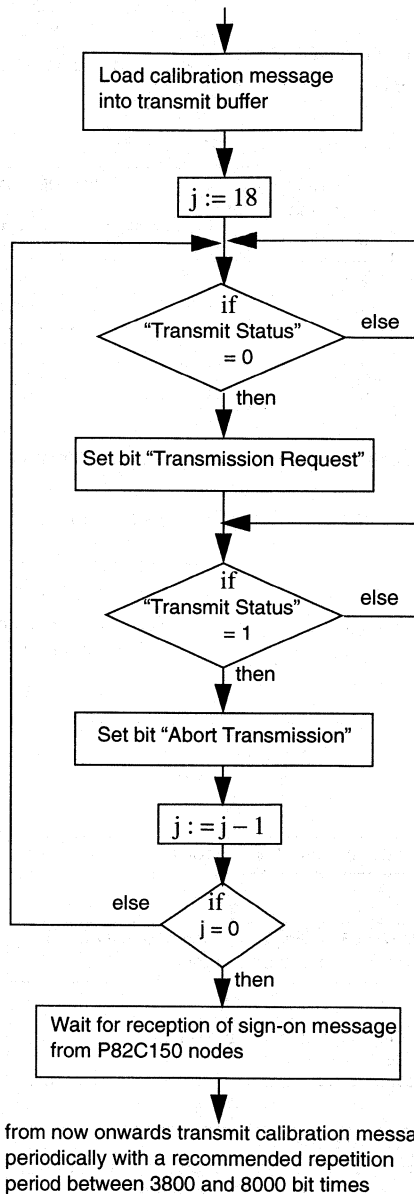 Load calibration message
into transmit buffer
j := 18
if
“Transmit Status”
= 0
else
then
Set bit “Transmission Request”
if
“Transmit Status”
= 1
else
then
Set bit “Abort Transmission”
j := j – 1
else
if
j = 0
then
Wait for reception of sign-on message
from P82C150 nodes
from now onwards transmit calibration messa
periodically with a recommended repetition
period between 3800 and 8000 bit times